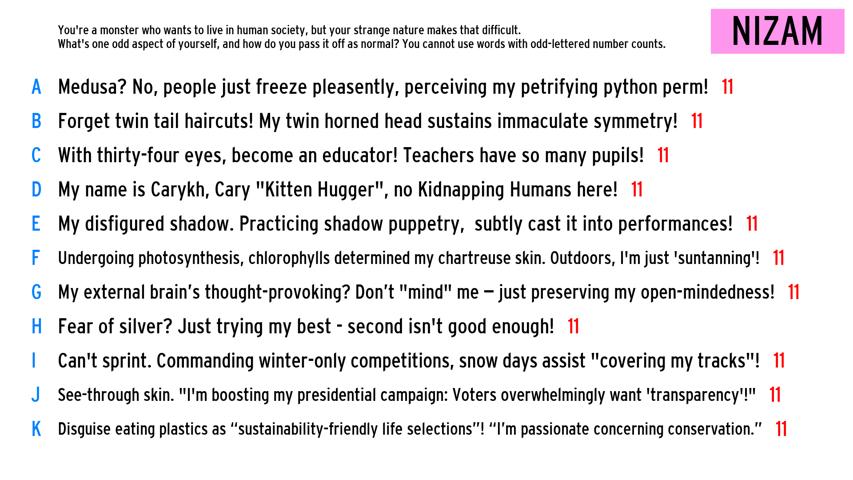 You're a monster who wants to live in human society, but your strange nature makes that difficult.
What's one odd aspect of yourself, and how do you pass it off as normal? You cannot use words with odd-lettered number counts.
NIZAM
A Medusa? No, people just freeze pleasently, perceiving my petrifying python perm! 11
B Forget twin tail haircuts! My twin horned head sustains immaculate symmetry! 11
C With thirty-four eyes, become an educator! Teachers have so many pupils! 11
D My name is Carykh, Cary "Kitten Hugger", no Kidnapping Humans here! 11
E My disfigured shadow. Practicing shadow puppetry, subtly cast it into performances! 11
F Undergoing photosynthesis, chlorophylls determined my chartreuse skin. Outdoors, I'm just 'suntanning'! 11
G My external brain’s thought-provoking? Don’t "mind" me – just preserving my open-mindedness! 11
H Fear of silver? Just trying my best - second isn't good enough! 11
I Can't sprint. Commanding winter-only competitions, snow days assist "covering my tracks"! 11
J See-through skin. "I'm boosting my presidential campaign: Voters overwhelmingly want 'transparency'!" 11
K Disguise eating plastics as “sustainability-friendly life selections”! “I’m passionate concerning conservation.” 11